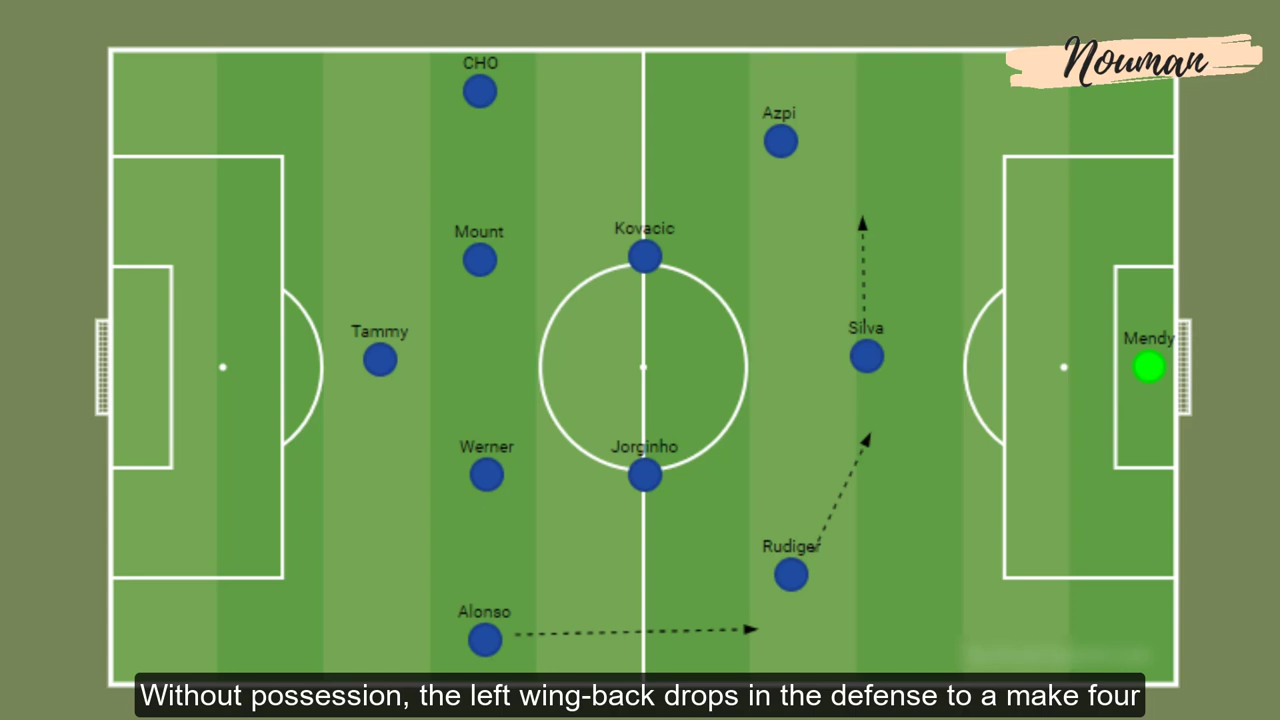 Nouman
CHO
Azpi
Mount
Kovacic
Tammy
Silva
Mendy
Werner
Jorginho
Rudiger
Alonso
Without possession, the left wing-back drops in the defense to a make four